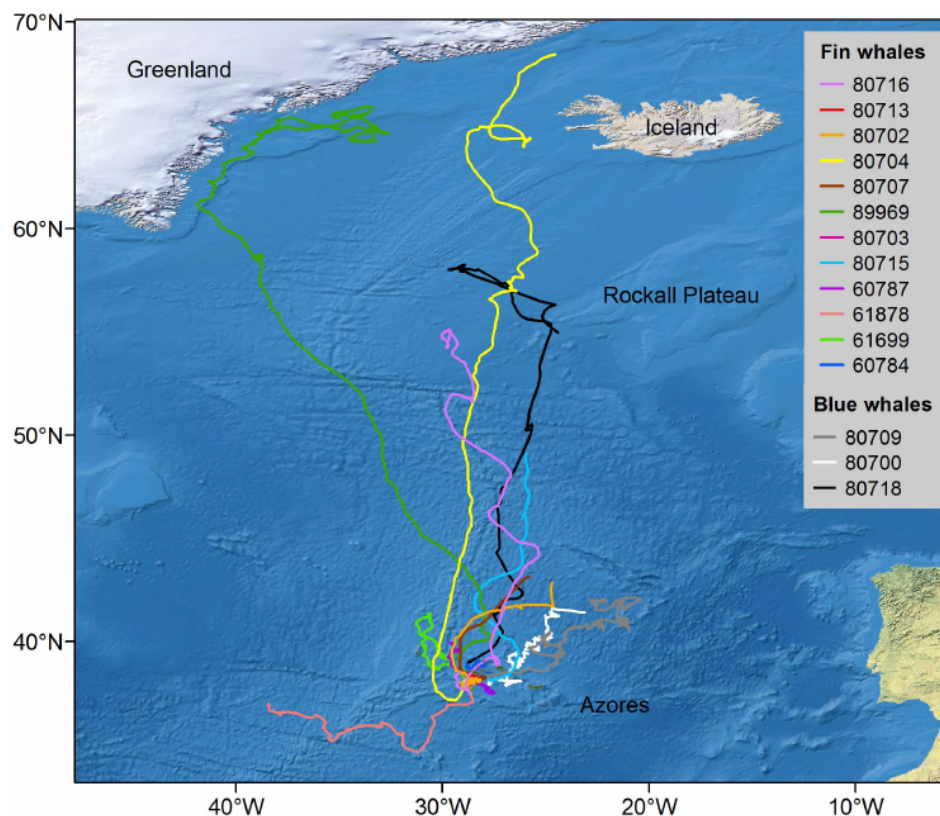 70°N
60°N
50°N
40°N
40°W
30°W
20°W
10°W
Greenland
Iceland
Rockall Plateau
Azores
Fin whales
80716
80713
80702
80704
80707
89969
80703
80715
60787
61878
61699
60784
Blue whales
80709
80700
80718